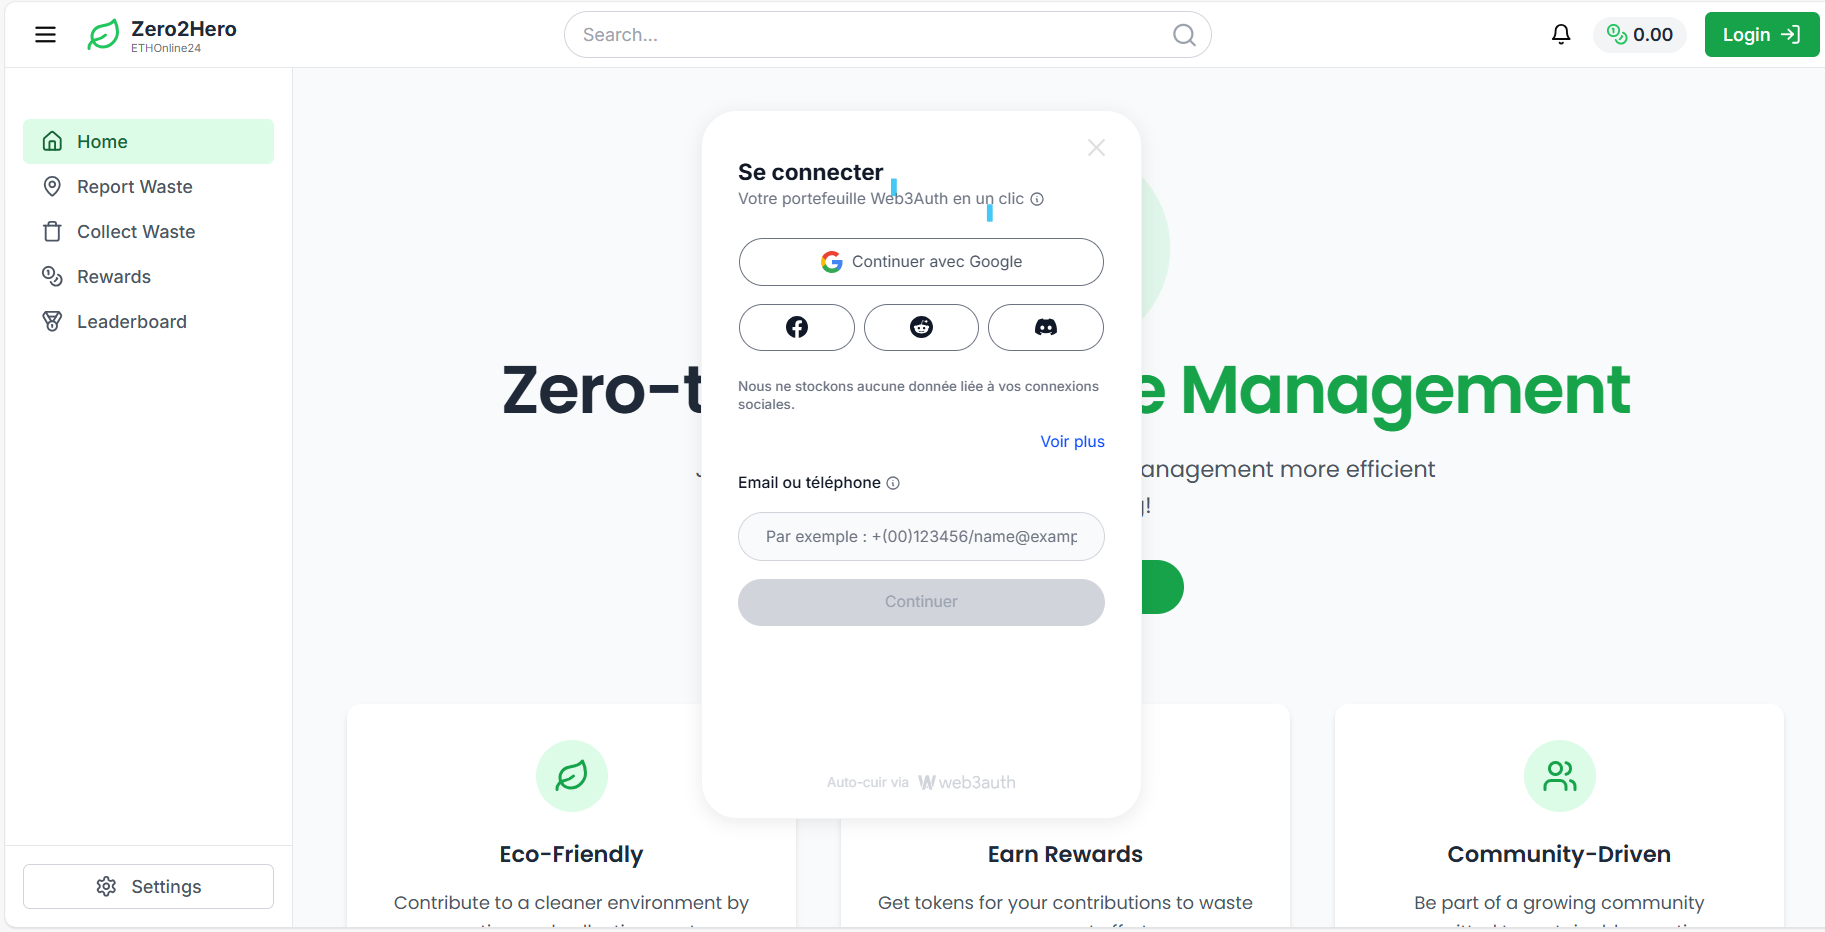 Zero2Hero
ETHOnline24
Search...
0.00
Login
Home
Report Waste
Collect Waste
Rewards
Leaderboard
Settings
Se connecter
Votre portefeuille Web3Auth en un clic
Continuer avec Google
Nous ne stockons aucune donnée liée à vos connexions
sociales.
Voir plus
Email ou téléphone
Par exemple : +(00)123456/name@examp
Continuer
Auto-cuir via web3auth
Zero-t e Management
anagement more efficient
!
Eco-Friendly
Contribute to a cleaner environment by
Earn Rewards
Get tokens for your contributions to waste
Community-Driven
Be part of a growing community